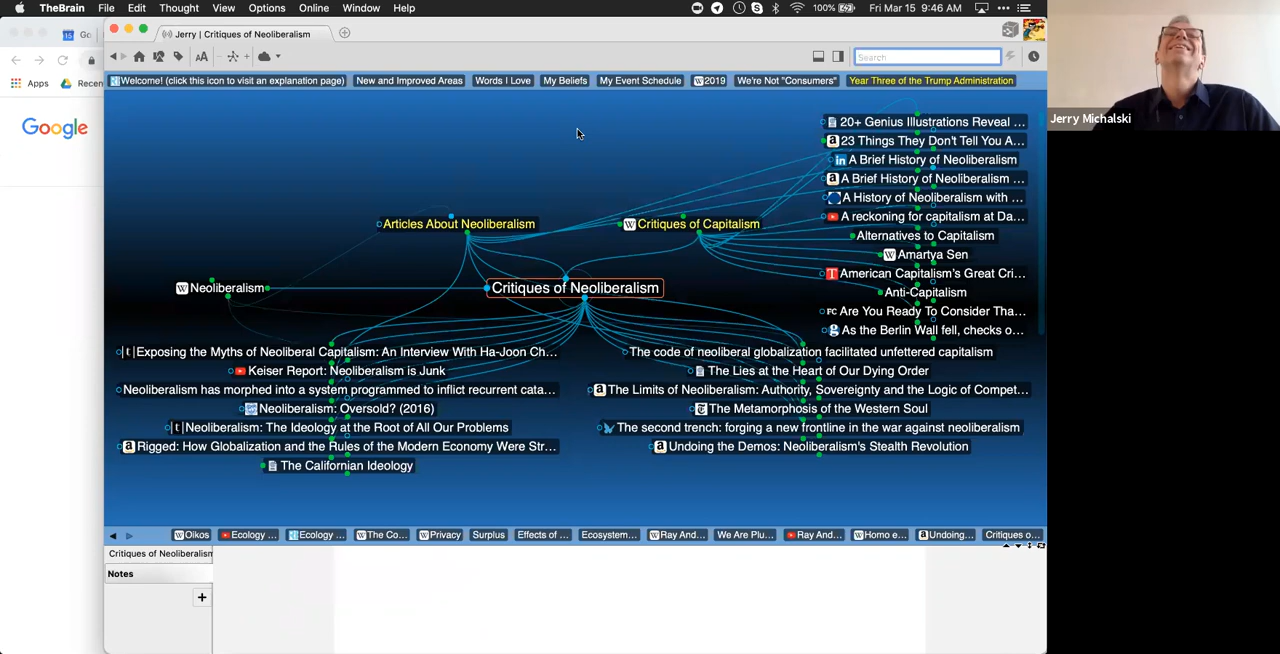 TheBrain File Edit Thought View Options Online Window Help 100% Fri Mar 15 9:46 AM
Jerry | Critiques of Neoliberalism
15 Go
Apps Recen
Google
AA
Search
Welcome! (click this icon to visit an explanation page) New and Improved Areas Words I Love My Beliefs My Event Schedule W 2019 We're Not "Consumers" Year Three of the Trump Administration
Jerry Michalski
20+ Genius Illustrations Reveal ...
a 23 Things They Don't Tell You A...
in A Brief History of Neoliberalism
a A Brief History of Neoliberalism ...
A History of Neoliberalism with ...
A reckoning for capitalism at Da...
Alternatives to Capitalism
W Amartya Sen
T American Capitalism's Great Cri...
Anti-Capitalism
FC Are You Ready To Consider Tha...
g As the Berlin Wall fell, checks o...
Articles About Neoliberalism
W Critiques of Capitalism
W Neoliberalism
Critiques of Neoliberalism
|t| Exposing the Myths of Neoliberal Capitalism: An Interview With Ha-Joon Ch...
Keiser Report: Neoliberalism is Junk
Neoliberalism has morphed into a system programmed to inflict recurrent cata...
Neoliberalism: Oversold? (2016)
|t| Neoliberalism: The Ideology at the Root of All Our Problems
a Rigged: How Globalization and the Rules of the Modern Economy Were Str...
The Californian Ideology
The code of neoliberal globalization facilitated unfettered capitalism
The Lies at the Heart of Our Dying Order
a The Limits of Neoliberalism: Authority, Sovereignty and the Logic of Compet...
The Metamorphosis of the Western Soul
The second trench: forging a new frontline in the war against neoliberalism
a Undoing the Demos: Neoliberalism's Stealth Revolution
W Oikos Ecology ... Ecology ... W The Co... W Privacy Surplus Effects of ... Ecosystem... W Ray And... We Are Plu... Ray And... W Homo e... a Undoing... Critiques o...
Critiques of Neoliberalism
Notes